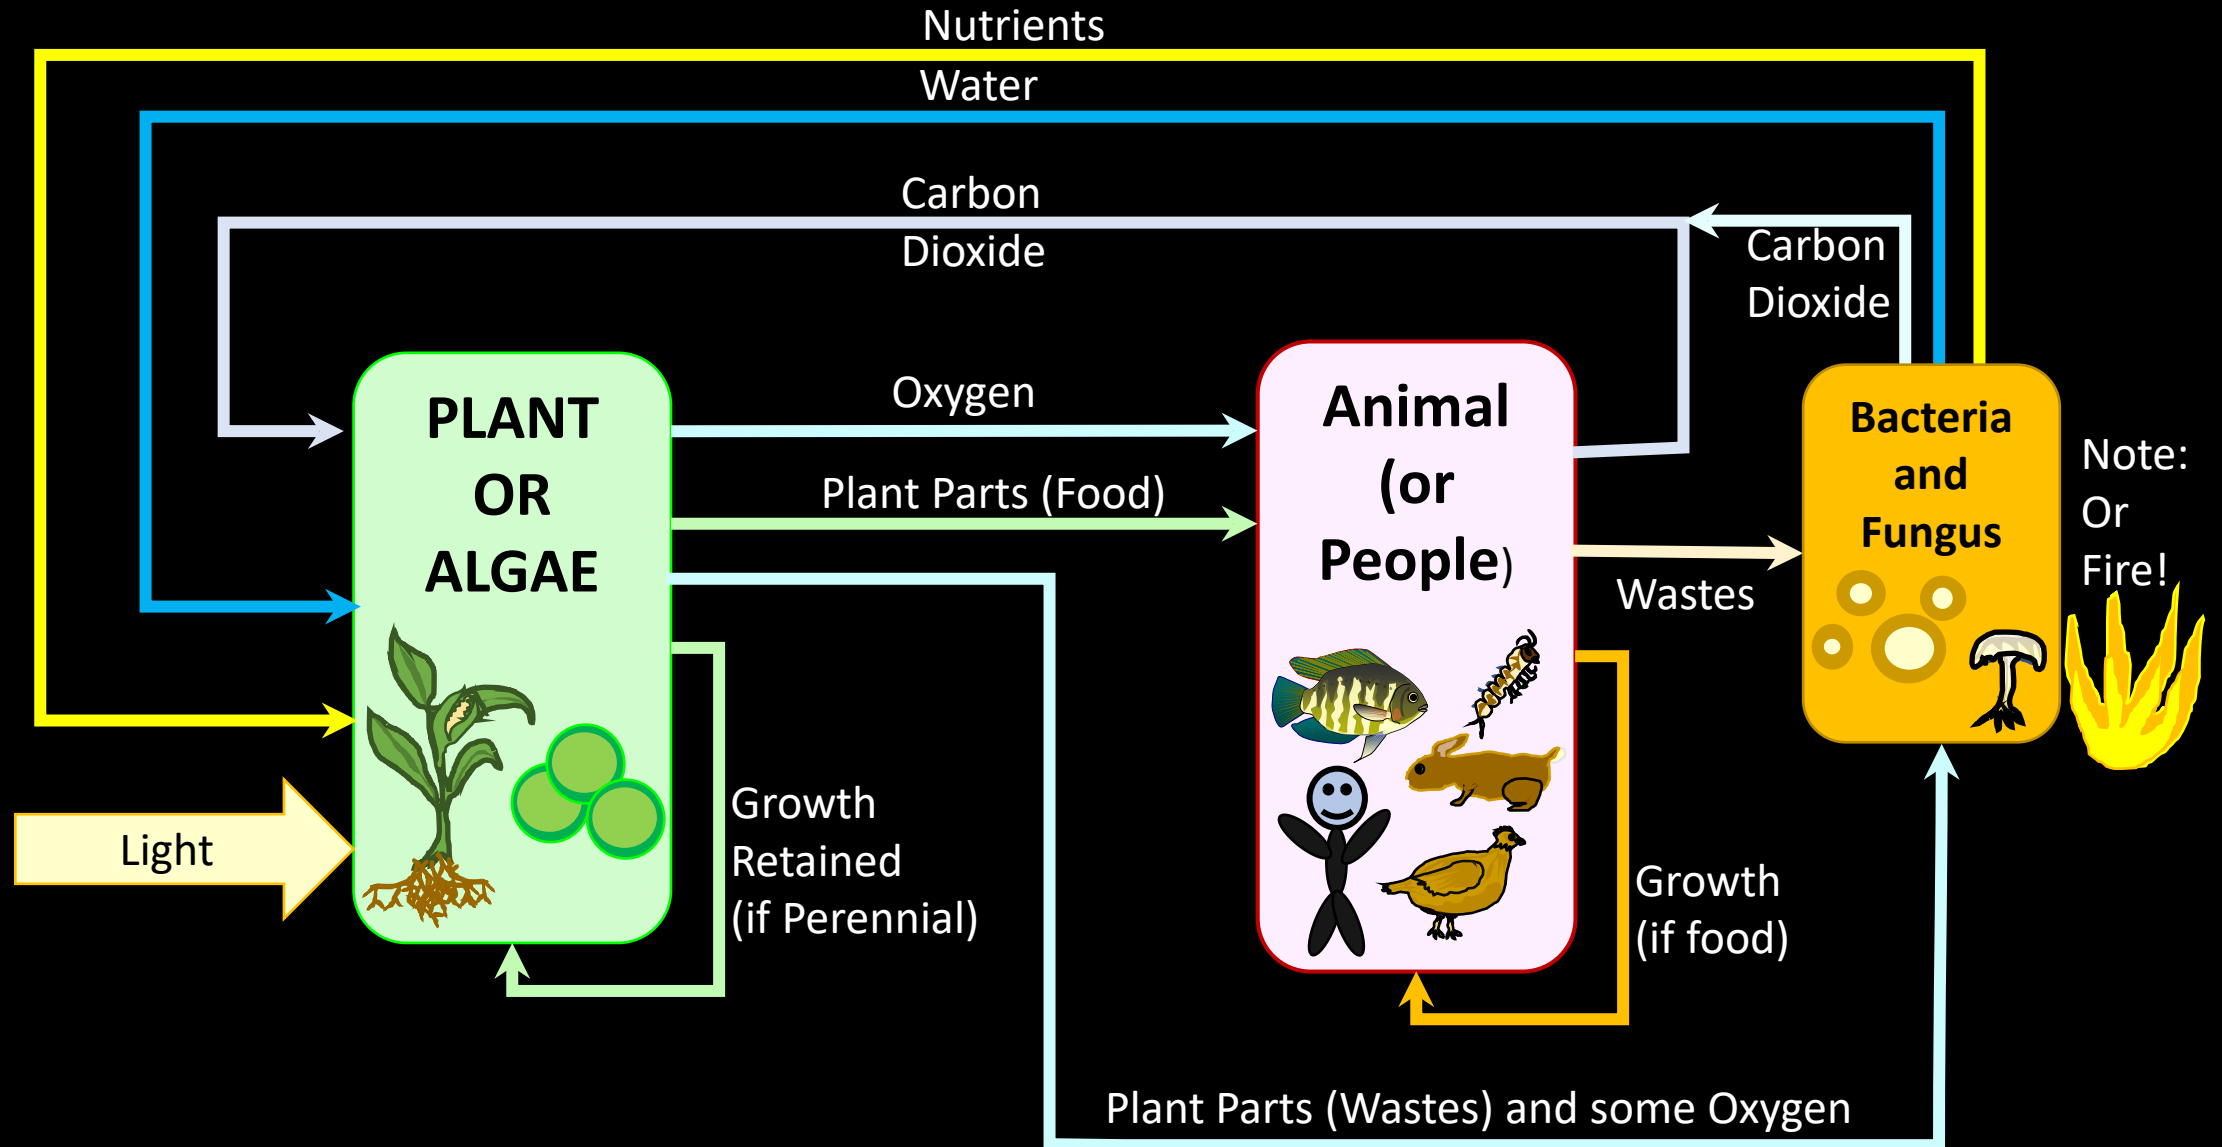 Nutrients
Water
Carbon
Dioxide
Carbon
Dioxide
PLANT
OR
ALGAE
Oxygen
Plant Parts (Food)
Animal
(or
People)
Wastes
Bacteria
and
Fungus
Note:
Or
Fire!
Light
Growth
Retained
(if Perennial)
Growth
(if food)
Plant Parts (Wastes) and some Oxygen